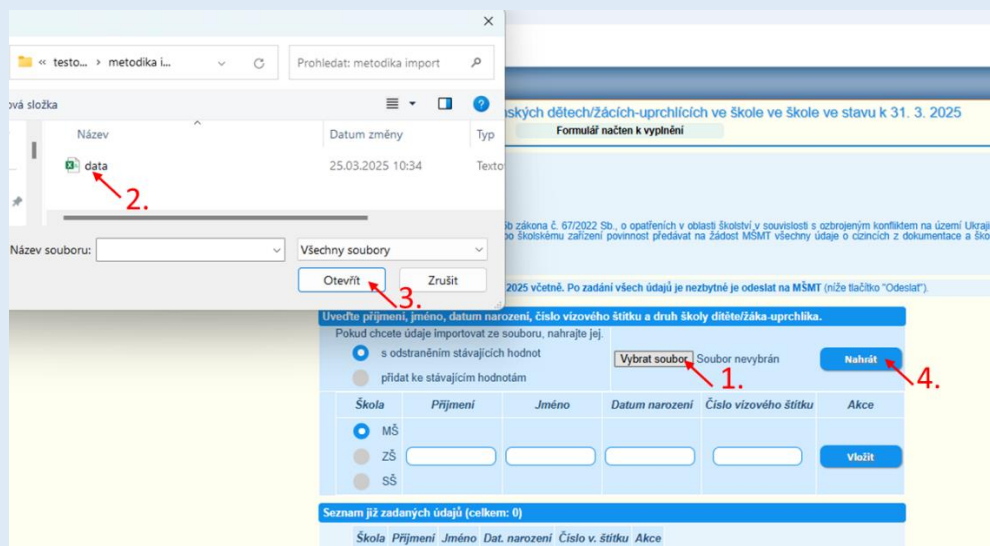 « testo... › metodika i...
Prohledat: metodika import
ová složka
Název
Datum změny
Typ
data
25.03.2025 10:34
Texto
2.
Název souboru:
Všechny soubory
Otevřít
Zrušit
3.
nských dětech/žácích-uprchlících ve škole ve škole ve stavu k 31. 3. 2025
Formulář načten k vyplnění
zákona č. 67/2022 Sb., o opatřeních v oblasti školství v souvislosti s ozbrojeným konfliktem na území Ukraji
školskému zařízení povinnost předávat na žádost MŠMT všechny údaje o cizincích z dokumentace a ško
2025 včetně. Po zadání všech údajů je nezbytné je odeslat na MŠMT (níže tlačítko "Odeslat").
Uveďte příjmení, jméno, datum narození, číslo vízového štítku a druh školy dítěte/žáka-uprchlíka.
Pokud chcete údaje importovat ze souboru, nahrajte jej.
s odstraněním stávajících hodnot
přidat ke stávajícím hodnotám
Vybrat soubor Soubor nevybrán
Nahrát
1.
4.
Škola Příjmení Jméno Datum narození Číslo vízového štítku Akce
MŠ
ZŠ
SŠ
Vložit
Seznam již zadaných údajů (celkem: 0)
Škola Příjmení Jméno Dat. narození Číslo v. štítku Akce